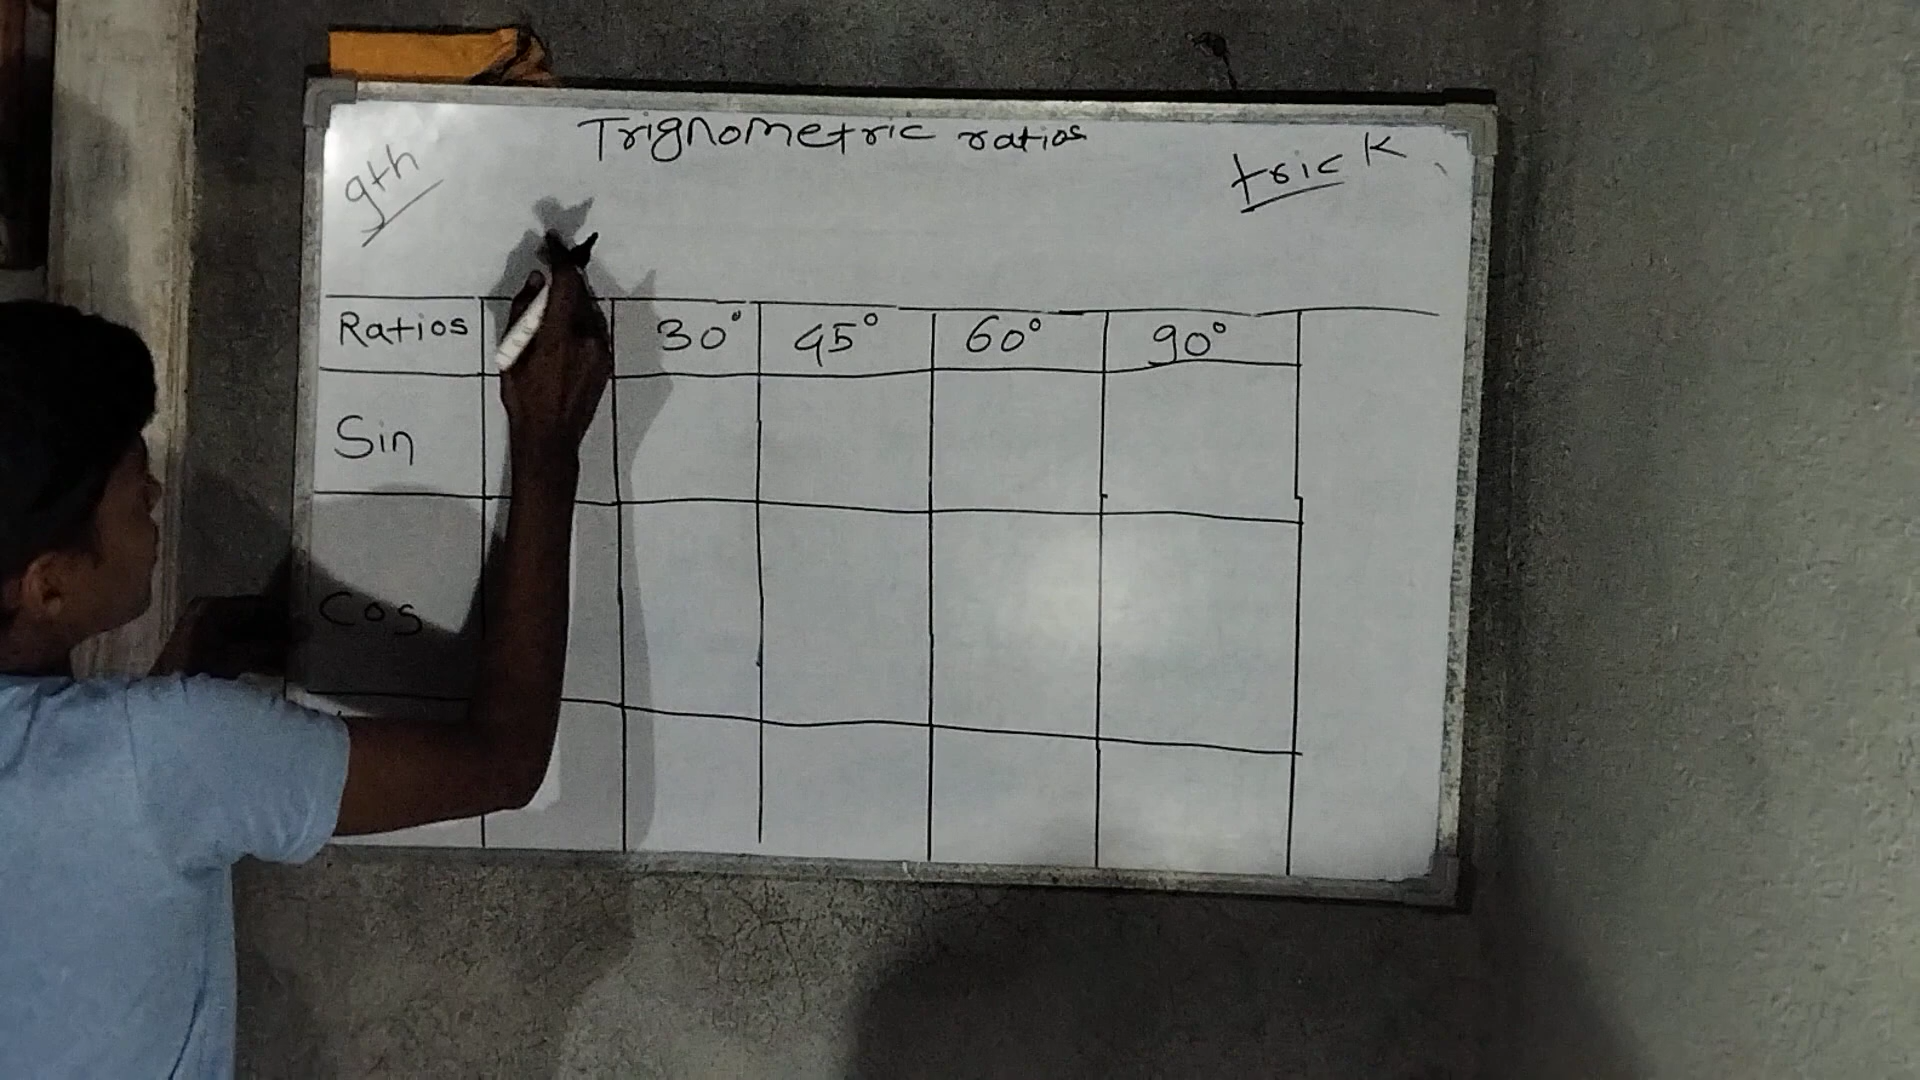 Trignometric ratios
9th
trick
Ratios 30° 45° 60° 90°
Sin
Cos